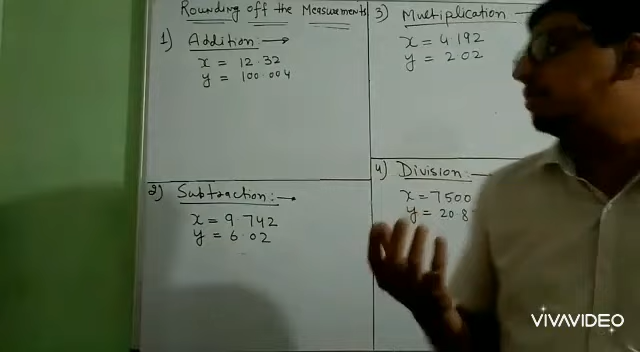 Rounding off the Measurements
1) Addition:→
x = 12.32
y = 100.004
2) Subtraction:→
x = 9.742
y = 6.02
3) Multiplication
x = 4.192
y = 2.02
4) Division:→
x = 7500
y = 20.8
VIVAVIDEO